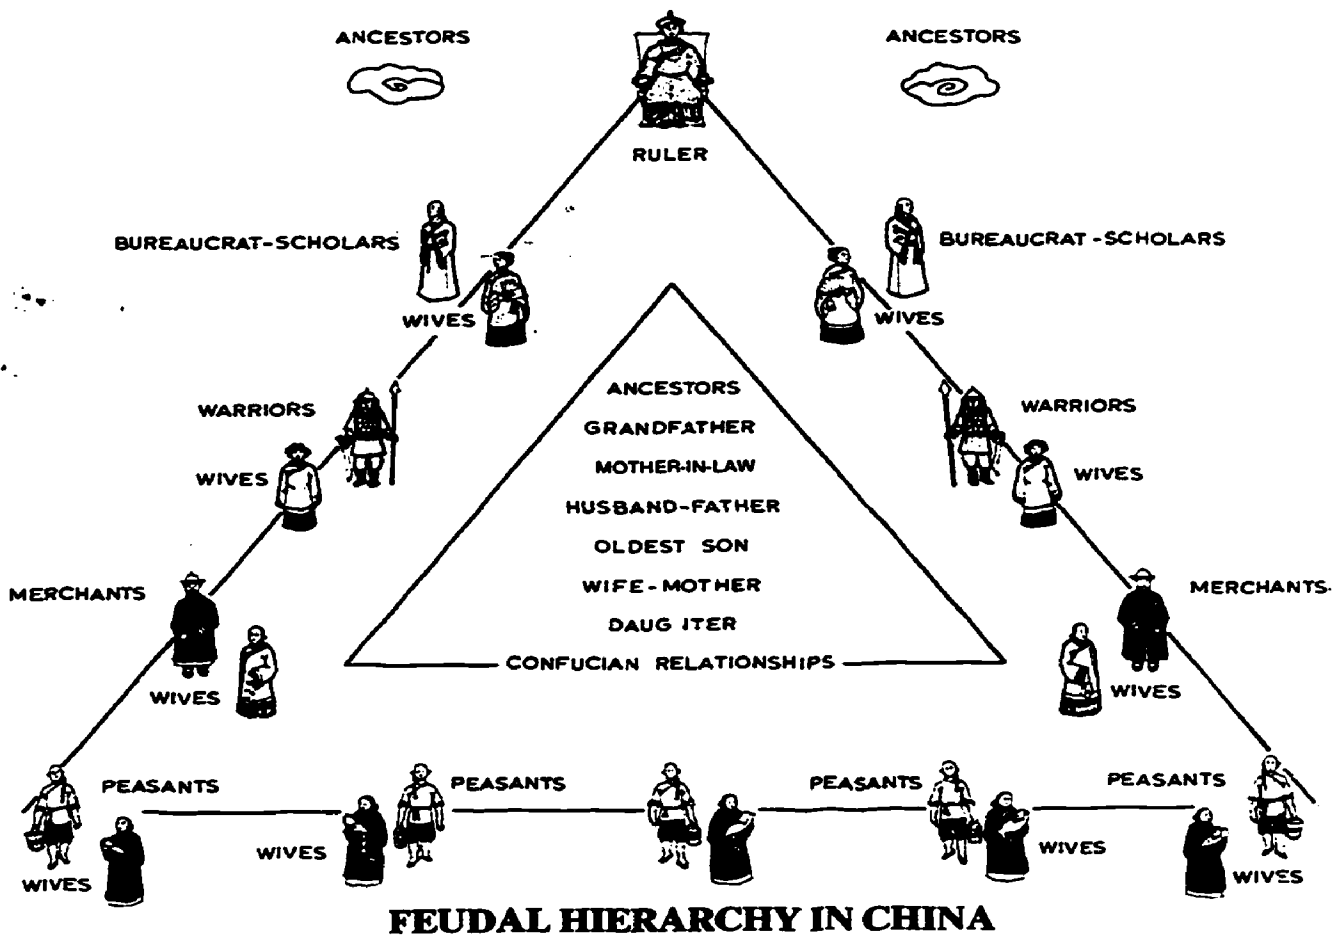 ANCESTORS
ANCESTORS
RULER
BUREAUCRAT-SCHOLARS
BUREAUCRAT-SCHOLARS
WIVES
WIVES
WARRIORS
WARRIORS
WIVES
WIVES
MERCHANTS
MERCHANTS
WIVES
WIVES
ANCESTORS
GRANDFATHER
MOTHER-IN-LAW
HUSBAND-FATHER
OLDEST SON
WIFE-MOTHER
DAUG ITER
CONFUCIAN RELATIONSHIPS
PEASANTS
PEASANTS
PEASANTS
PEASANTS
WIVES
WIVES
WIVES
WIVES
FEUDAL HIERARCHY IN CHINA